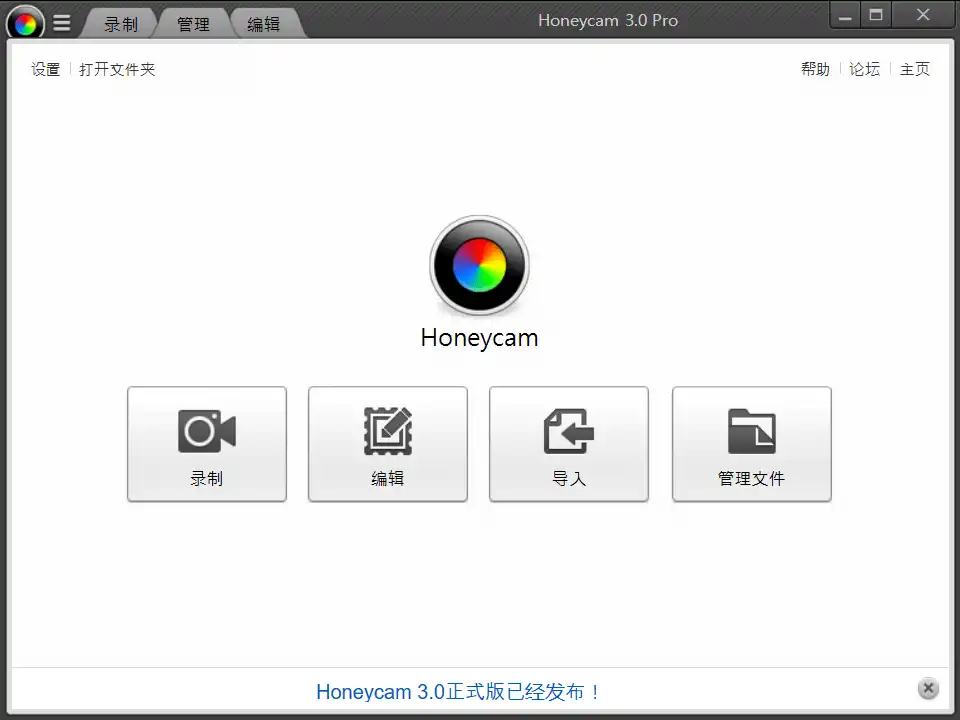 录制 管理 编辑 Honeycam 3.0 Pro
设置 打开文件夹 帮助 论坛 主页
Honeycam
录制 编辑 导入 管理文件
Honeycam 3.0正式版已经发布！